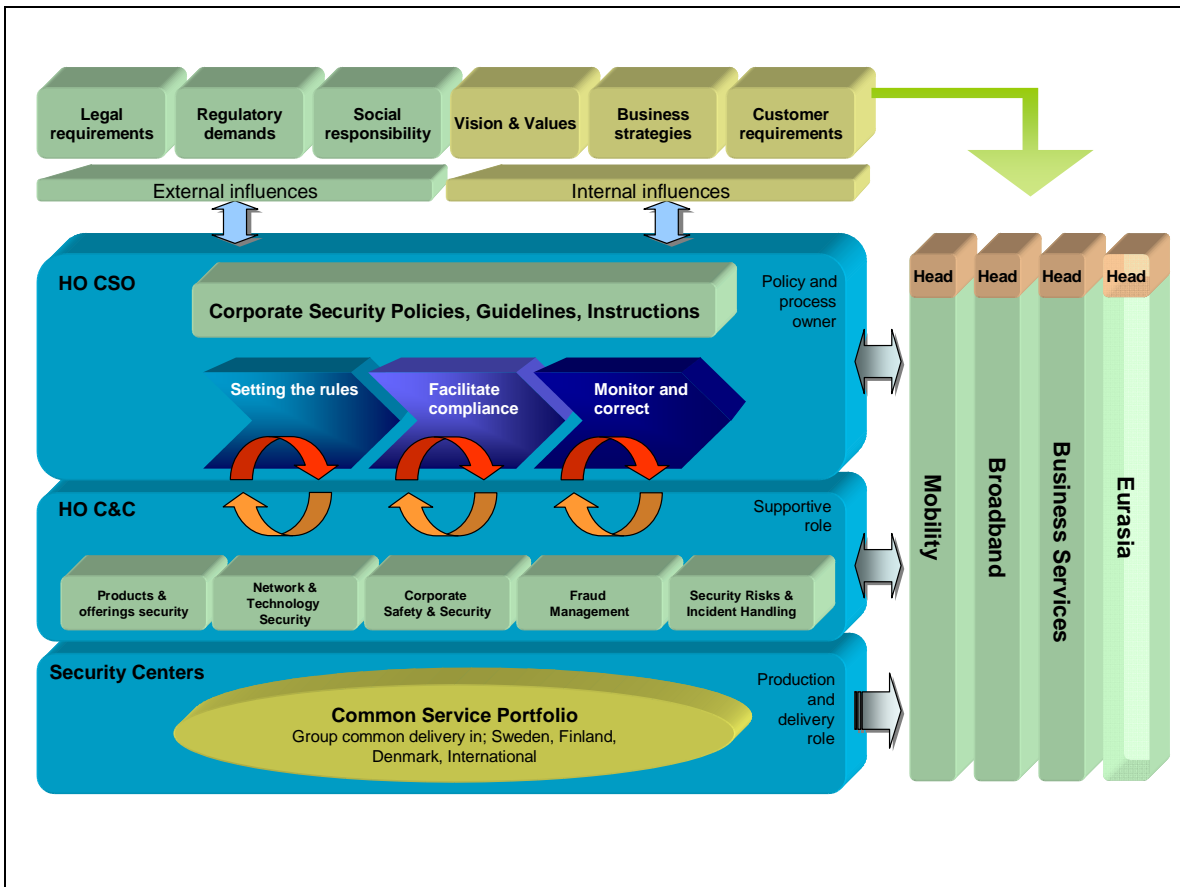 Legal
requirements
Regulatory
demands
Social
responsibility
Vision & Values
Business
strategies
Customer
requirements
External influences
Internal influences
HO CSO
Corporate Security Policies, Guidelines, Instructions
Policy and
process
owner
Setting the rules
Facilitate
compliance
Monitor and
correct
HO C&C
Supportive
role
Products &
offerings security
Network &
Technology
Security
Corporate
Safety & Security
Fraud
Management
Security Risks &
Incident Handling
Security Centers
Common Service Portfolio
Group common delivery in; Sweden, Finland,
Denmark, International
Production
and
delivery
role
Head
Head
Head
Head
Mobility
Broadband
Business Services
Eurasia